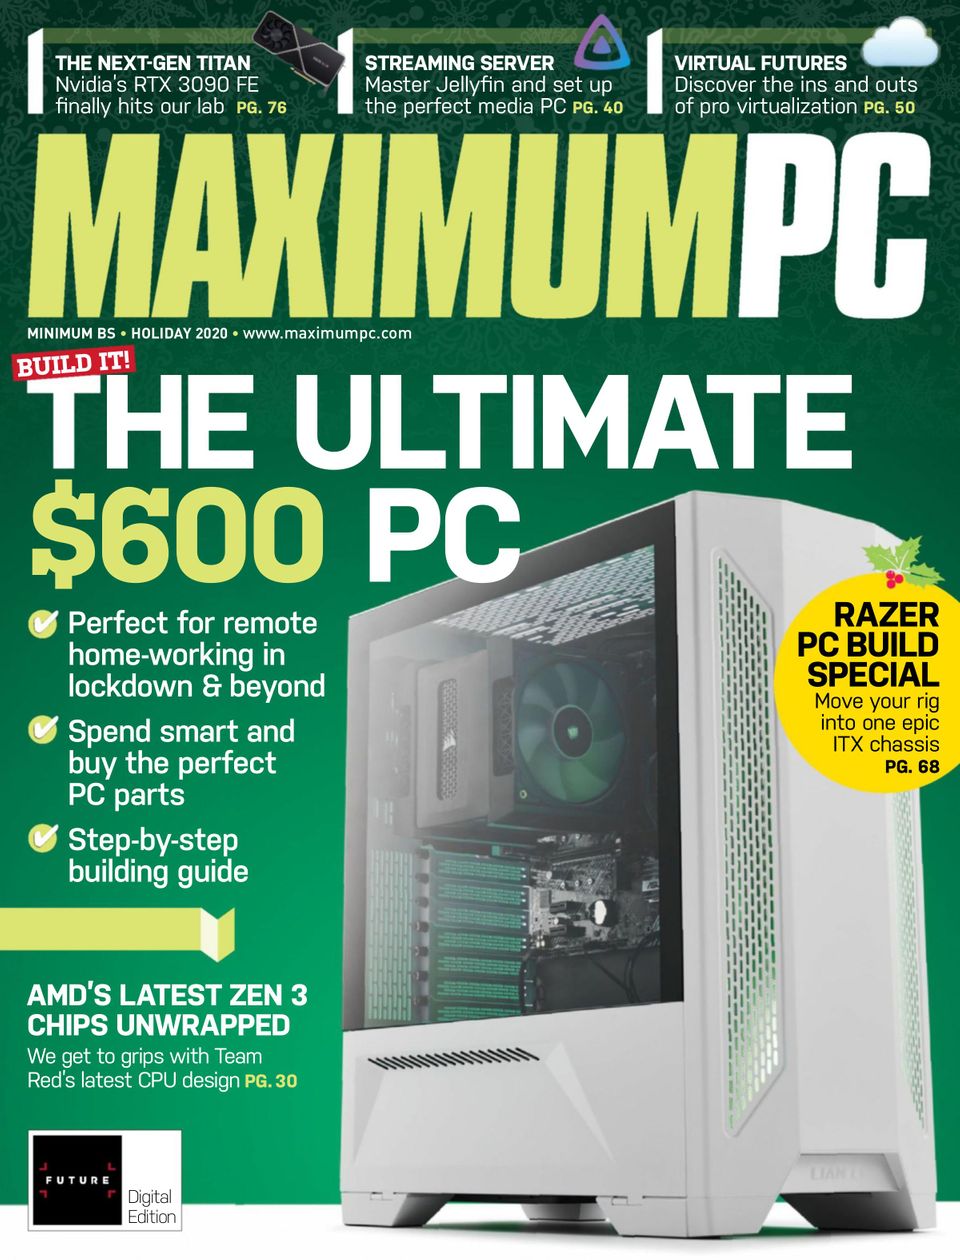 THE NEXT-GEN TITAN
Nvidia's RTX 3090 FE
finally hits our lab PG. 76
STREAMING SERVER
Master Jellyfin and set up
the perfect media PC PG. 40
VIRTUAL FUTURES
Discover the ins and outs
of pro virtualization PG. 50
MAXIMUMPC
MINIMUM BS • HOLIDAY 2020 • www.maximumpc.com
BUILD IT!
THE ULTIMATE
$600 PC
Perfect for remote
home-working in
lockdown & beyond
Spend smart and
buy the perfect
PC parts
Step-by-step
building guide
RAZER
PC BUILD
SPECIAL
Move your rig
into one epic
ITX chassis
PG. 68
AMD'S LATEST ZEN 3
CHIPS UNWRAPPED
We get to grips with Team
Red's latest CPU design PG. 30
FUTURE
Digital
Edition